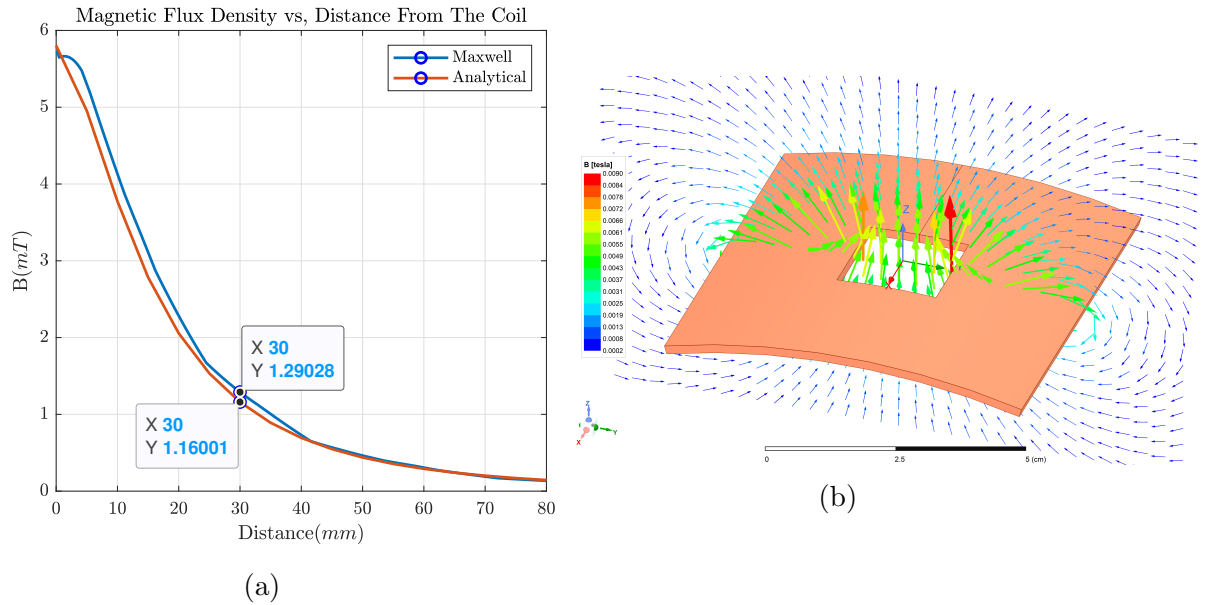 Magnetic Flux Density vs, Distance From The Coil
B(mT)
6
5
4
3
2
1
0
Maxwell
Analytical
X 30
Y 1.29028
X 30
Y 1.16001
0 10 20 30 40 50 60 70 80
Distance(mm)
(a)
B [tesla]
0.0090
0.0084
0.0078
0.0072
0.0066
0.0061
0.0055
0.0049
0.0043
0.0037
0.0031
0.0025
0.0019
0.0013
0.0008
0.0002
Z
Z
Y
X
0 2.5 5 (cm)
(b)